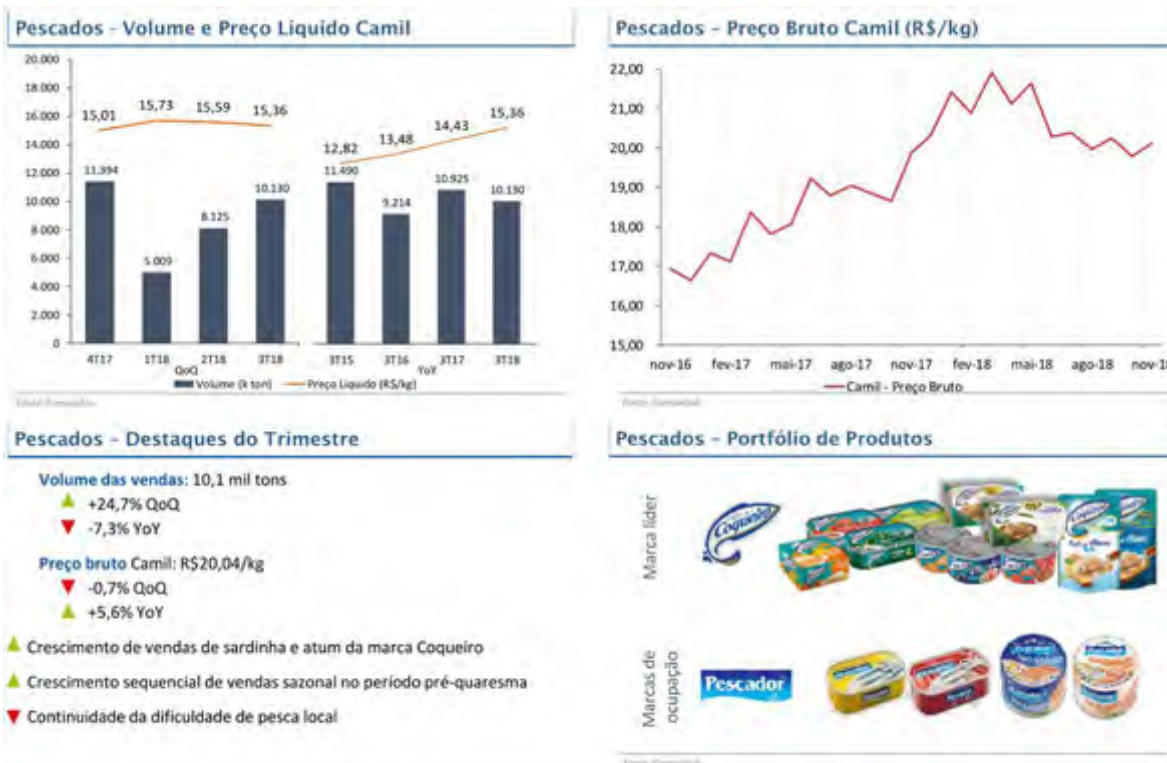 Pescados - Volume e Preço Liquido Camil
20.000
18.000
16.000
14.000
12.000
10.000
8.000
6.000
4.000
2.000
0
15,01
15,73
15,59
15,36
12,82
13,48
14,43
15,36
11.394
5.009
8.125
10.130
11.490
9.214
10.925
10.130
4T17
1T18
2T18
3T18
3T15
3T16
3T17
3T18
QoQ
YoY
Volume (k ton)
Preço Liquido (R$/kg)
Pescados - Preço Bruto Camil (R$/kg)
22,00
21,00
20,00
19,00
18,00
17,00
16,00
15,00
nov-16
fev-17
mai-17
ago-17
nov-17
fev-18
mai-18
ago-18
nov-1
Camil - Preço Bruto
Pescados - Destaques do Trimestre
Volume das vendas: 10,1 mil tons
+24,7% QoQ
-7,3% YoY
Preço bruto Camil: R$20,04/kg
-0,7% QoQ
+5,6% YoY
Crescimento de vendas de sardinha e atum da marca Coqueiro
Crescimento sequencial de vendas sazonal no período pré-quaresma
Continuidade da dificuldade de pesca local
Pescados - Portfólio de Produtos
Marca líder
Coqueiro
Marcas de
ocupação
Pescador